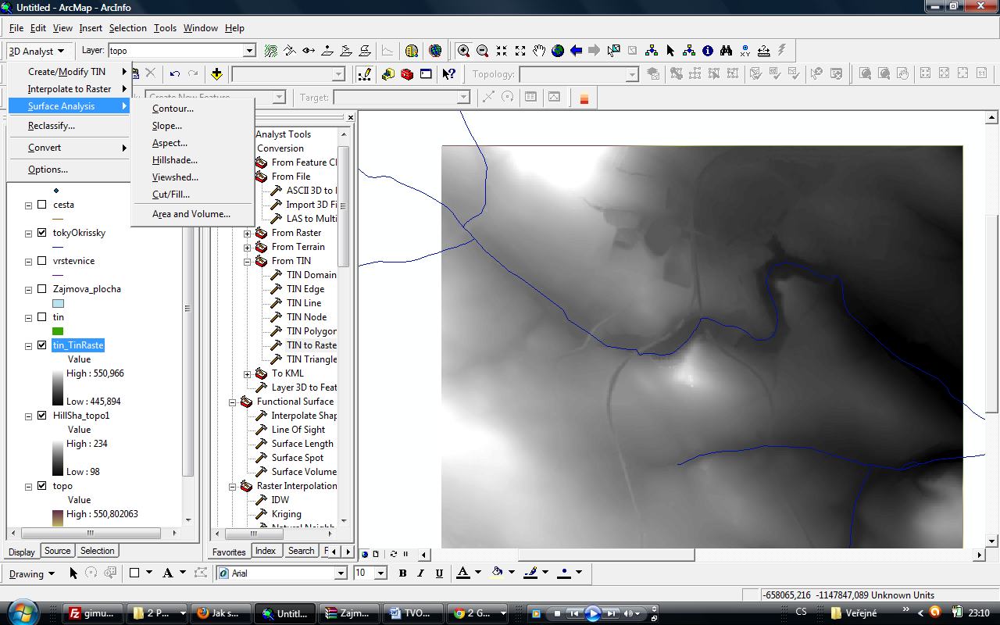 Untitled - ArcMap - ArcInfo
File Edit View Insert Selection Tools Window Help
3D Analyst Layer: topo
Create/Modify TIN
Interpolate to Raster
Surface Analysis
Reclassify...
Convert
Options...
Contour...
Slope...
Aspect...
Hillshade...
Viewshed...
Cut/Fill...
Area and Volume...
Topology:
Create New Feature
Target:
1:1
cesta
tokyOkrissky
vrstevnice
Zajmova_plocha
tin
tin_TinRaste
Value
High : 550,966
Low : 445,894
HillSha_topo1
Value
High : 234
Low : 98
topo
Value
High : 550,802063
Display Source Selection
Analyst Tools
Conversion
From Feature Cl
From File
ASCII 3D to
Import 3D Fi
LAS to Multi
From Raster
From Terrain
From TIN
TIN Domain
TIN Edge
TIN Line
TIN Node
TIN Polygon
TIN to Raste
TIN Triangle
To KML
Layer 3D to Feat
Functional Surface
Interpolate Shap
Line Of Sight
Surface Length
Surface Spot
Surface Volume
Raster Interpolation
IDW
Kriging
Natural Neighb
Favorites Index Search F
Drawing A Arial 10 B I U A
-658065,216 -1147847,089 Unknown Units
gimu... 2 P... Jak s... Untitl... Zajm... TVO... 2 G... CS Veřejné 23:10